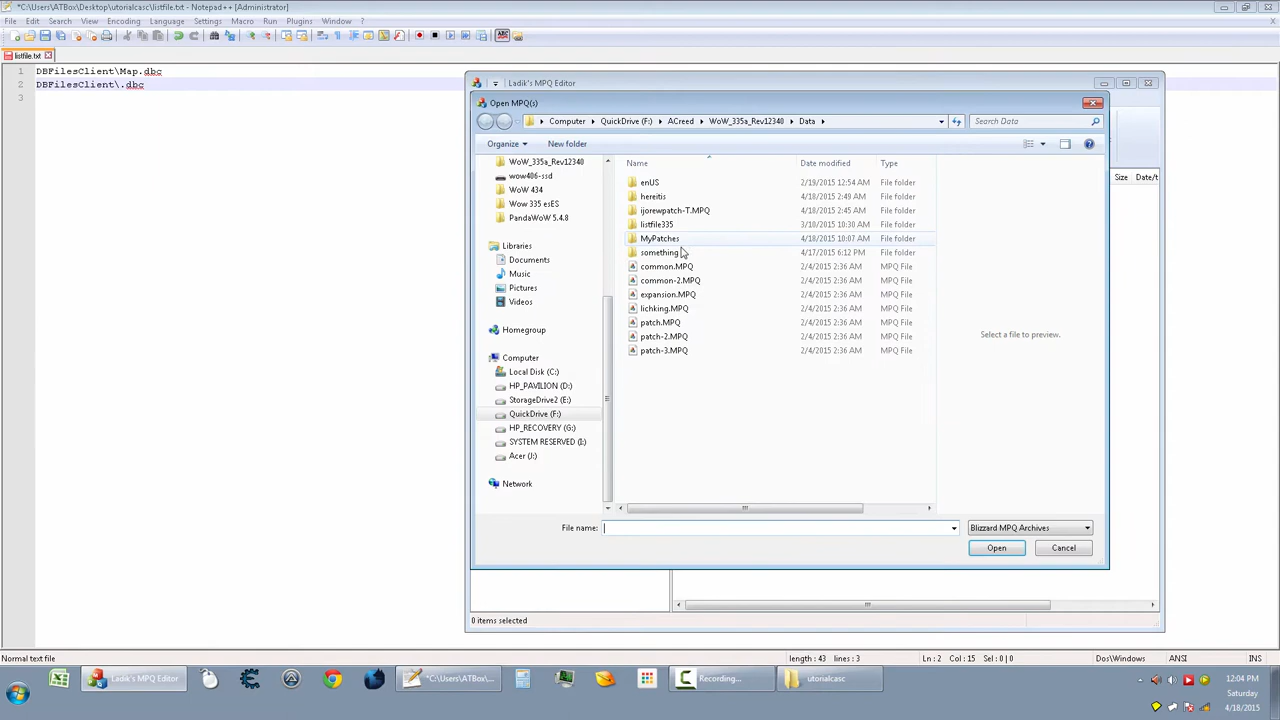 *C:\Users\ATBox\Desktop\utorialcasc\listfile.txt - Notepad++ [Administrator]
File Edit Search View Encoding Language Settings Macro Run Plugins Window ?
listfile.txt
1 DBFilesClient\Map.dbc
2 DBFilesClient\.dbc
3
Ladik's MPQ Editor
Open MPQ(s)
Computer QuickDrive (F:) ACreed WoW_335a_Rev12340 Data Search Data
Organize New folder
WoW_335a_Rev12340
wow406-ssd
WoW 434
Wow 335 esES
PandaWoW 5.4.8
Libraries
Documents
Music
Pictures
Videos
Homegroup
Computer
Local Disk (C:)
HP_PAVILION (D:)
StorageDrive2 (E:)
QuickDrive (F:)
HP_RECOVERY (G:)
SYSTEM RESERVED (I:)
Acer (J:)
Network
Name Date modified Type
enUS 2/19/2015 12:54 AM File folder
hereitis 4/18/2015 2:49 AM File folder
ijorewpatch-T.MPQ 4/18/2015 2:45 AM File folder
listfile335 3/10/2015 10:30 AM File folder
MyPatches 4/18/2015 10:07 AM File folder
something 4/17/2015 6:12 PM File folder
common.MPQ 2/4/2015 2:36 AM MPQ File
common-2.MPQ 2/4/2015 2:36 AM MPQ File
expansion.MPQ 2/4/2015 2:36 AM MPQ File
lichking.MPQ 2/4/2015 2:36 AM MPQ File
patch.MPQ 2/4/2015 2:36 AM MPQ File
patch-2.MPQ 2/4/2015 2:36 AM MPQ File
patch-3.MPQ 2/4/2015 2:36 AM MPQ File
Select a file to preview.
Size Date/t
File name: Blizzard MPQ Archives
Open Cancel
0 items selected
Normal text file length : 43 lines : 3 Ln : 2 Col : 15 Sel : 0 | 0 Dos\Windows ANSI INS
Ladik's MPQ Editor *C:\Users\ATBox\... Recording... utorialcasc
12:04 PM
Saturday
4/18/2015